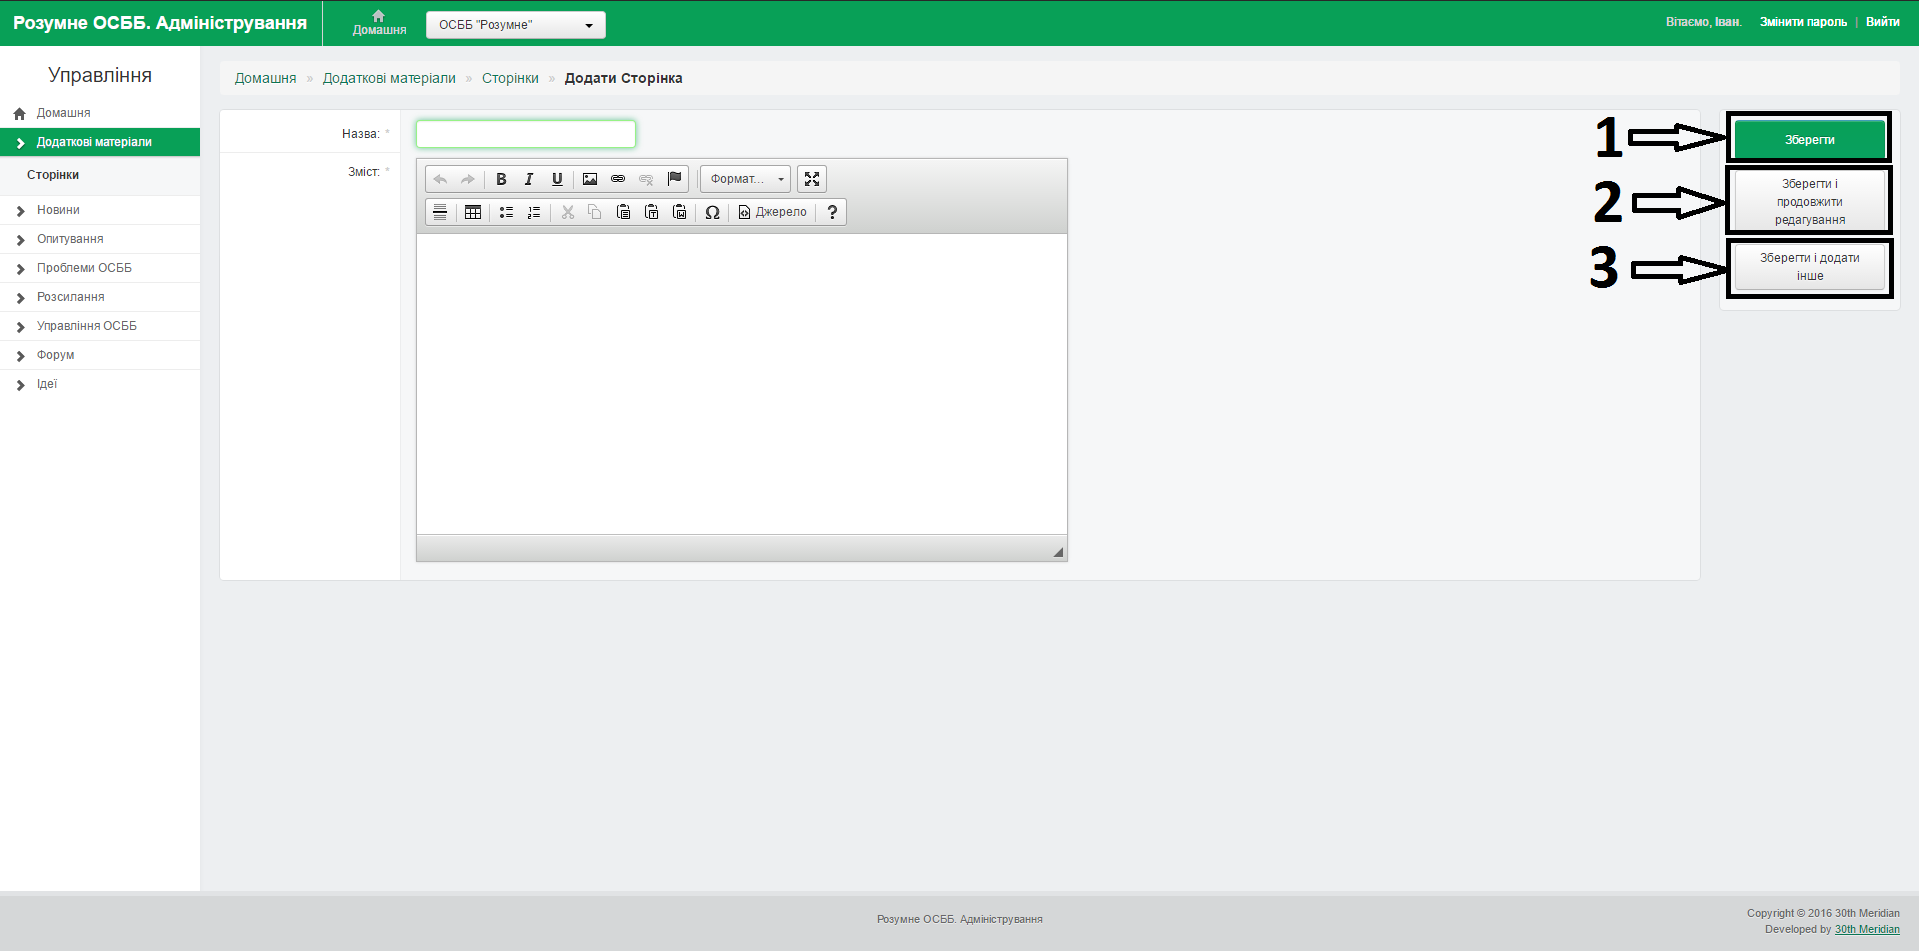 Розумне ОСББ. Адміністрування
Домашня
ОСББ "Розумне"
Вітаємо, Іван. Змінити пароль | Вийти
Управління
Домашня
Додаткові матеріали
Сторінки
Новини
Опитування
Проблеми ОСББ
Розсилання
Управління ОСББ
Форум
Ідеї
Домашня » Додаткові матеріали » Сторінки » Додати Сторінка
Назва: *
Зміст: *
B I U
Формат...
Ω
Джерело
?
1
Зберегти
2
Зберегти і
продовжити
редагування
3
Зберегти і додати
інше
Розумне ОСББ. Адміністрування
Copyright © 2016 30th Meridian
Developed by 30th Meridian